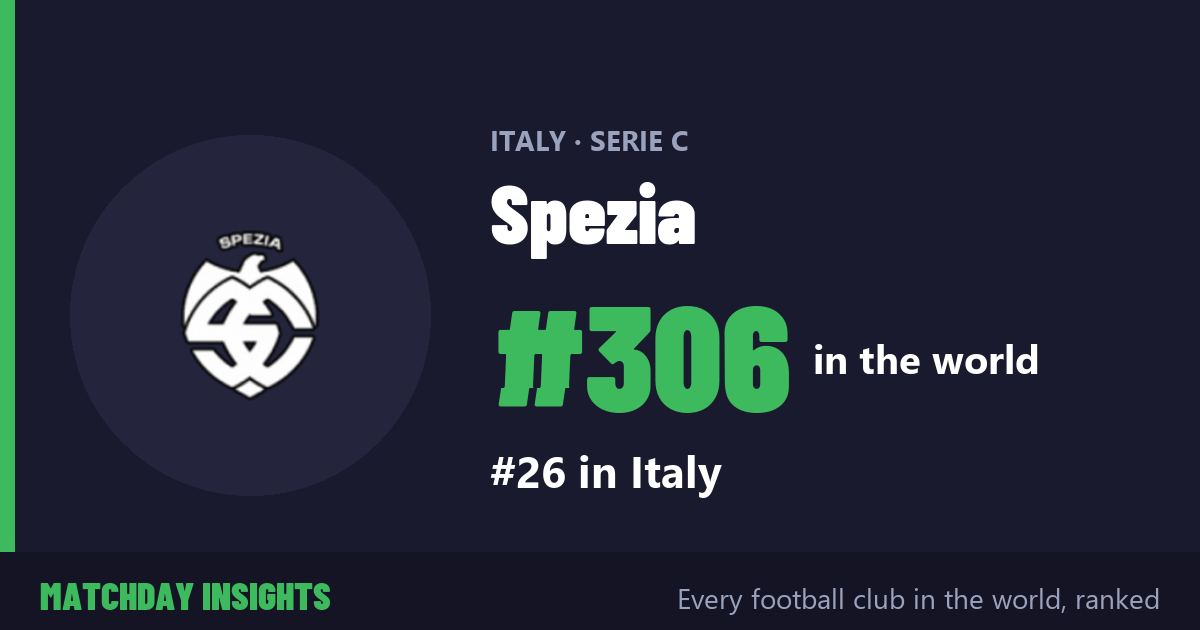 ITALY · SERIE C
Spezia
SPEZIA
#306 in the world
#26 in Italy
MATCHDAY INSIGHTS
Every football club in the world, ranked